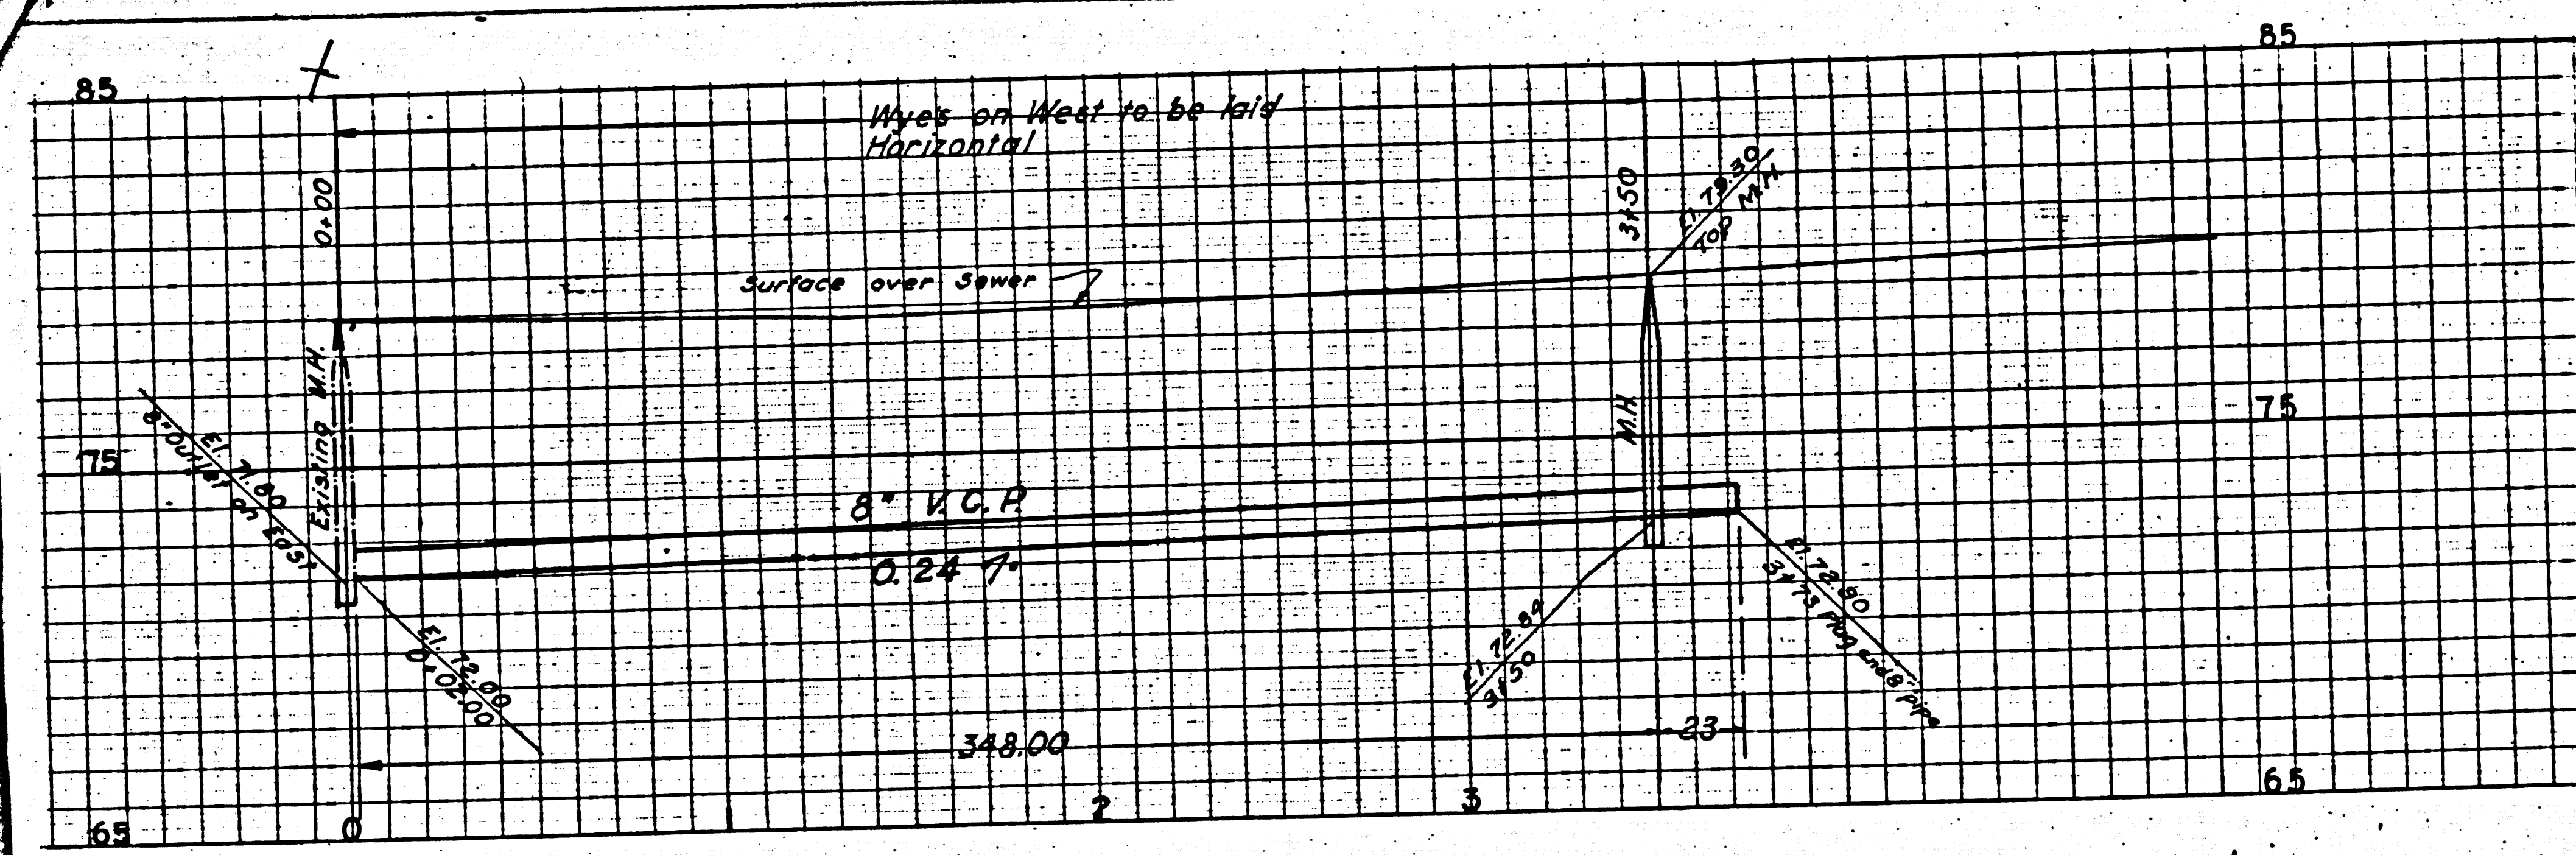 85
85
Wye's on West to be laid
Horizontal
0+00
3+50
El. 79.30
Top M.H.
Surface over Sewer
Existing M.H.
M.H.
75
75
El. 71.80
8" Outlet on East
8" V.C.P.
0.24 %
El. 72.00
0+02.00
El. 72.84
3+50
El. 72.90
3+73 Plug end 8" pipe
348.00
23
65
65
0
2
3